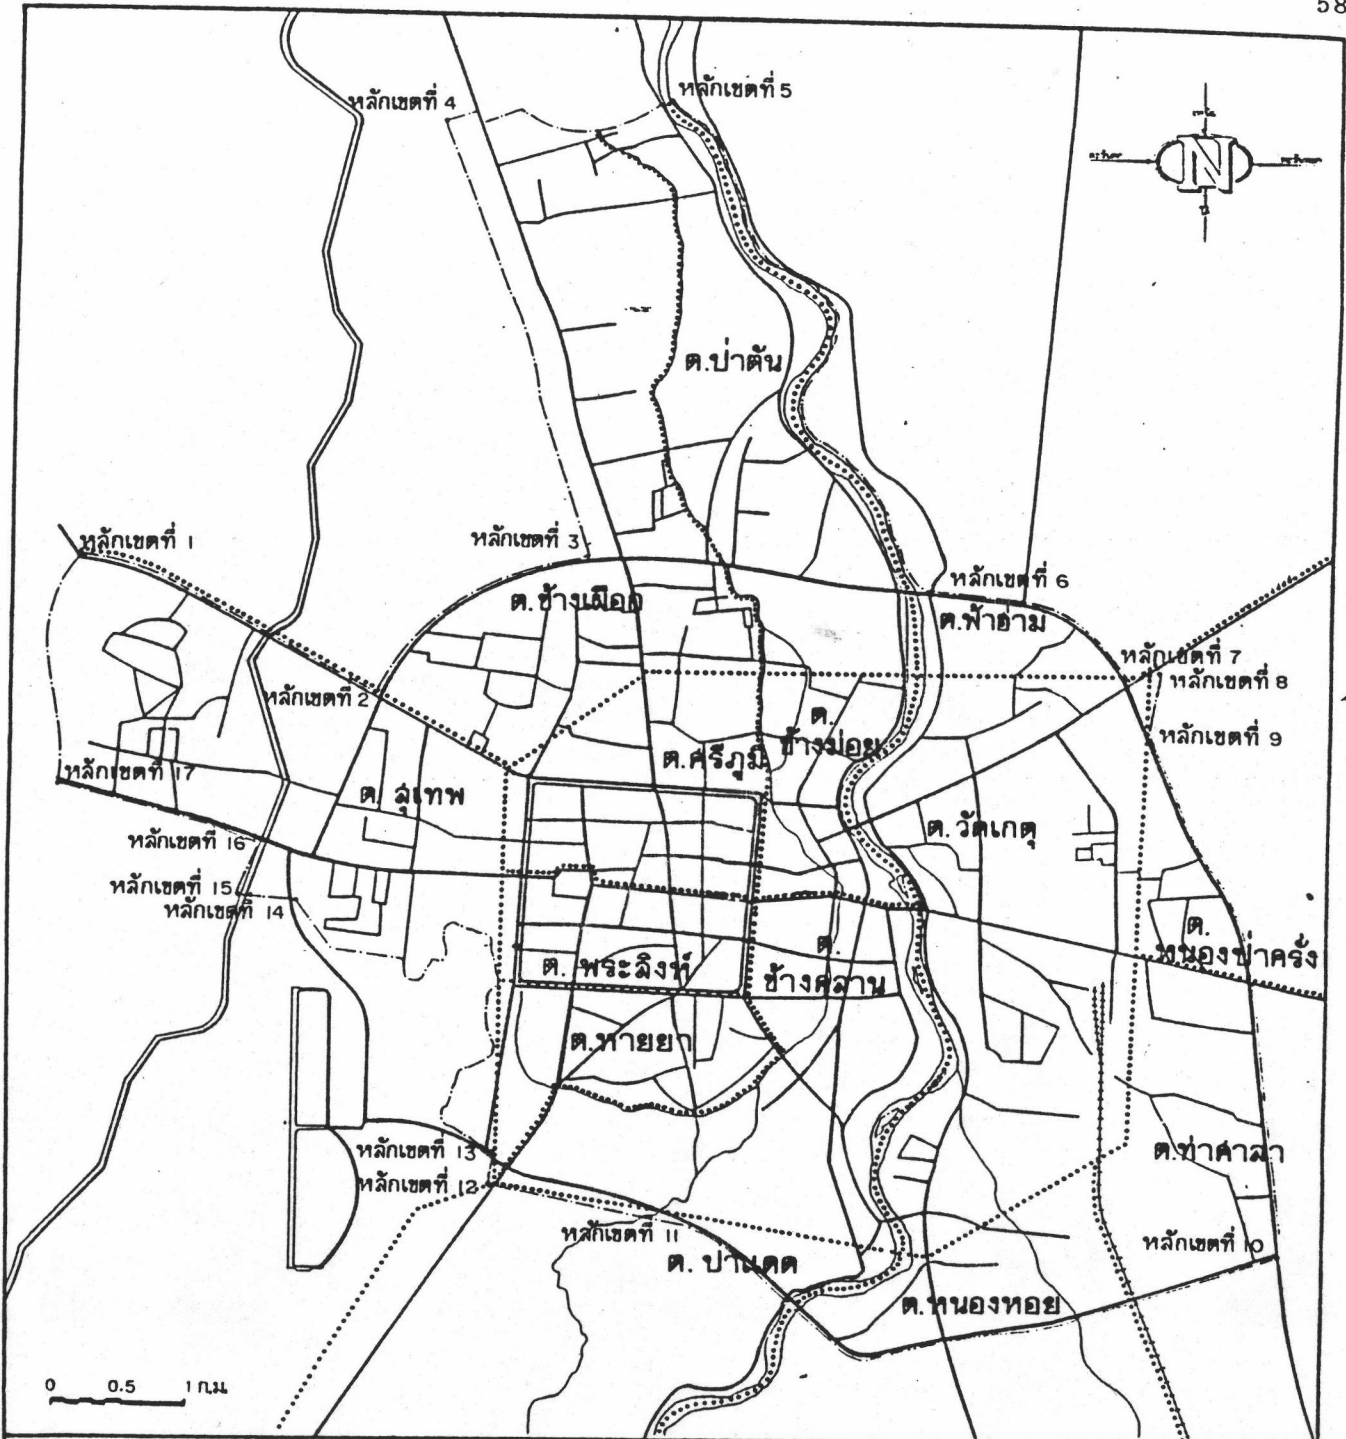 58
หลักเขตที่ 4
หลักเขตที่ 5
N
ต.ป่าตัน
หลักเขตที่ 1
หลักเขตที่ 3
หลักเขตที่ 6
ต.ช้างเผือก
ต.ฟ้าฮ่าม
หลักเขตที่ 7
หลักเขตที่ 8
หลักเขตที่ 2
ต.
ช้างม่อย
หลักเขตที่ 9
ต.ศรีภูมิ
หลักเขตที่ 17
ต. สุเทพ
ต. วัดเกตุ
หลักเขตที่ 16
หลักเขตที่ 15
หลักเขตที่ 14
ต.
หนองป่าครั่ง
ต. พระสิงห์
ต.
ช้างคลาน
ต.หายยา
หลักเขตที่ 13
ต.ท่าศาลา
หลักเขตที่ 12
หลักเขตที่ 11
หลักเขตที่ 10
ต. ป่าแดด
ต.หนองหอย
0 0.5 1 กม.